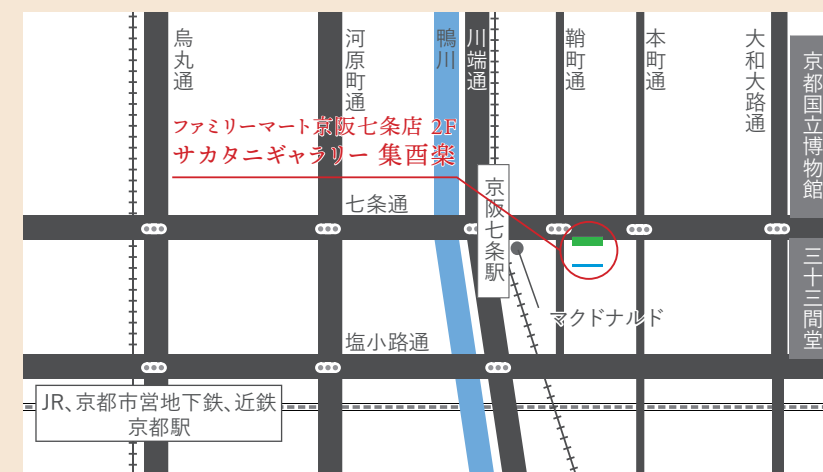 烏丸通
河原町通
鴨川
川端通
鞘町通
本町通
大和大路通
京都国立博物館
ファミリーマート京阪七条店 2F
サカタニギャラリー 集酉楽
七条通
京阪七条駅
三十三間堂
マクドナルド
塩小路通
JR、京都市営地下鉄、近鉄
京都駅